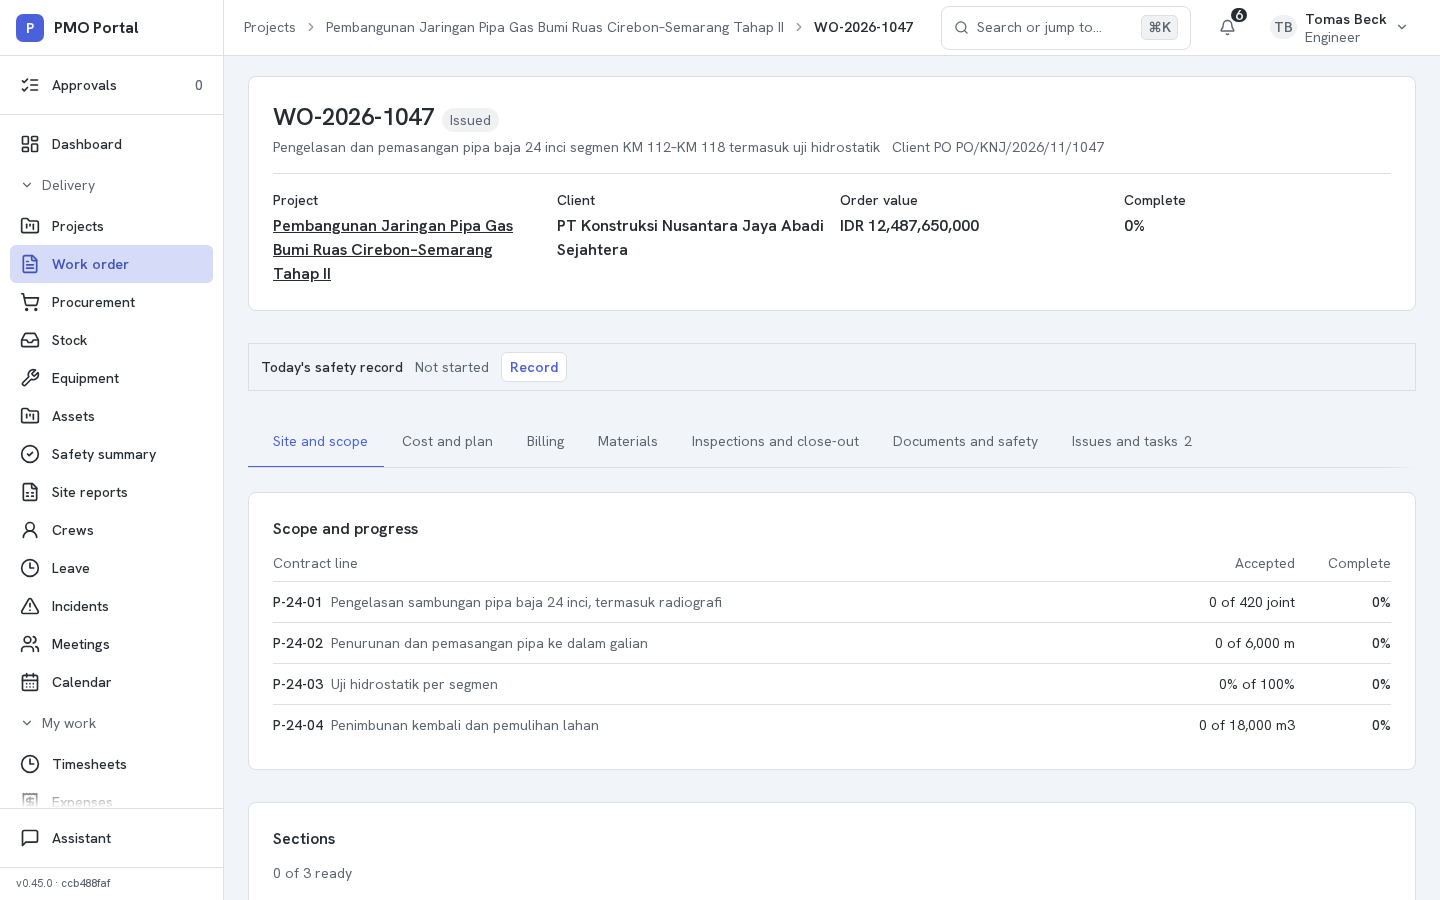 P PMO Portal
Projects > Pembangunan Jaringan Pipa Gas Bumi Ruas Cirebon–Semarang Tahap II > WO-2026-1047
Search or jump to... ⌘K
6
TB Tomas Beck
Engineer
Approvals 0
Dashboard
Delivery
Projects
Work order
Procurement
Stock
Equipment
Assets
Safety summary
Site reports
Crews
Leave
Incidents
Meetings
Calendar
My work
Timesheets
Expenses
Assistant
v0.45.0 · ccb488faf
WO-2026-1047 Issued
Pengelasan dan pemasangan pipa baja 24 inci segmen KM 112–KM 118 termasuk uji hidrostatik Client PO PO/KNJ/2026/11/1047
Project
Pembangunan Jaringan Pipa Gas
Bumi Ruas Cirebon–Semarang
Tahap II
Client
PT Konstruksi Nusantara Jaya Abadi
Sejahtera
Order value
IDR 12,487,650,000
Complete
0%
Today's safety record Not started Record
Site and scope Cost and plan Billing Materials Inspections and close-out Documents and safety Issues and tasks 2
Scope and progress
Contract line Accepted Complete
P-24-01 Pengelasan sambungan pipa baja 24 inci, termasuk radiografi 0 of 420 joint 0%
P-24-02 Penurunan dan pemasangan pipa ke dalam galian 0 of 6,000 m 0%
P-24-03 Uji hidrostatik per segmen 0% of 100% 0%
P-24-04 Penimbunan kembali dan pemulihan lahan 0 of 18,000 m3 0%
Sections
0 of 3 ready